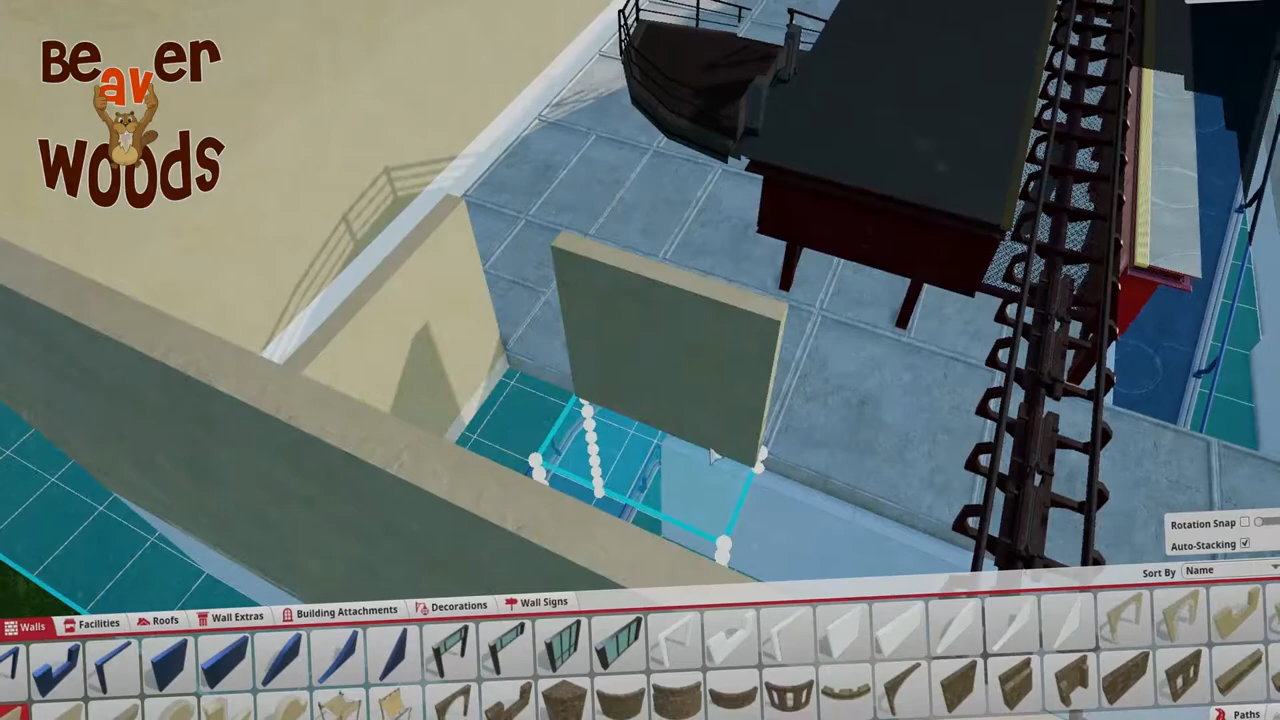 Beaver
Woods
Rotation Snap
Auto-Stacking
Sort By Name
Walls Facilities Roofs Wall Extras Building Attachments Decorations Wall Signs
Paths